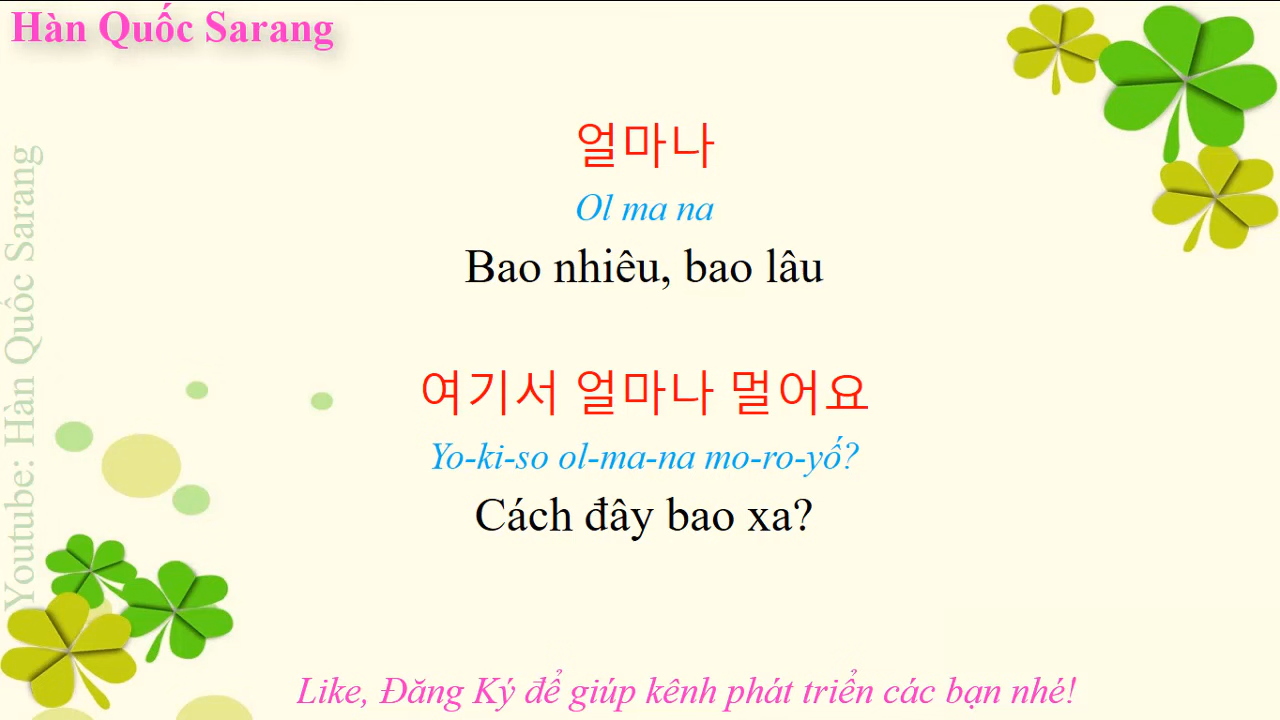 Hàn Quốc Sarang
얼마나
Ol ma na
Bao nhiêu, bao lâu
여기서 얼마나 멀어요
Yo-ki-so ol-ma-na mo-ro-yố?
Cách đây bao xa?
Youtube: Hàn Quốc Sarang
Like, Đăng Ký để giúp kênh phát triển các bạn nhé!